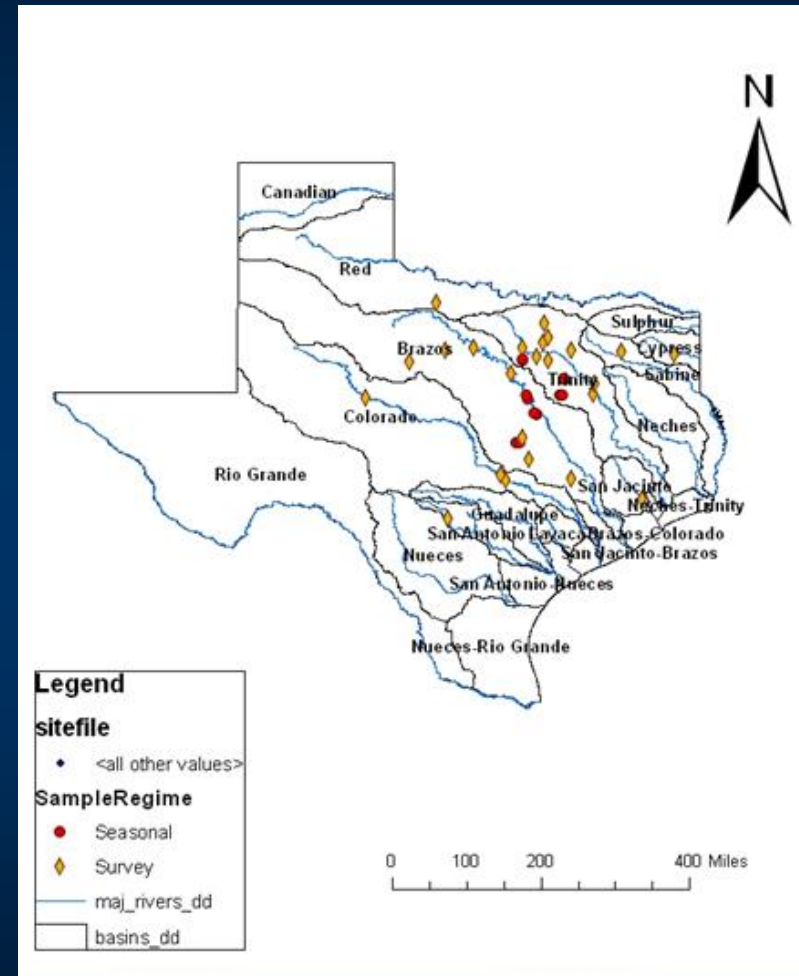 N
Canadian
Red
Sulphur
Cypress
Brazos
Sabine
Trinity
Colorado
Neches
Rio Grande
San Jacinto
Neches-Trinity
Guadalupe
San Antonio Lavaca Brazos-Colorado
Nueces
San Jacinto-Brazos
San Antonio-Nueces
Nueces-Rio Grande
Legend
sitefile
<all other values>
SampleRegime
Seasonal
Survey
maj_rivers_dd
basins_dd
0 100 200 400 Miles